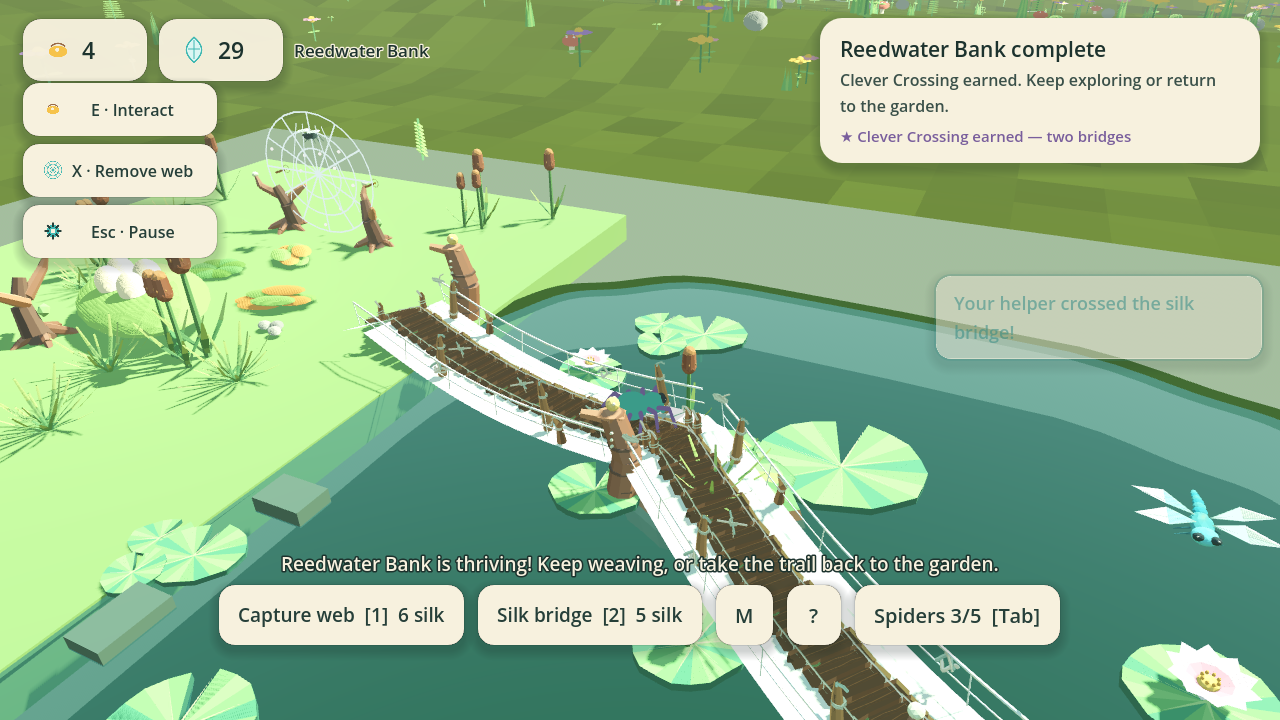 4
29
Reedwater Bank
E · Interact
X · Remove web
Esc · Pause
Reedwater Bank complete
Clever Crossing earned. Keep exploring or return
to the garden.
★ Clever Crossing earned — two bridges
Your helper crossed the silk
bridge!
Reedwater Bank is thriving! Keep weaving, or take the trail back to the garden.
Capture web [1] 6 silk
Silk bridge [2] 5 silk
M
?
Spiders 3/5 [Tab]